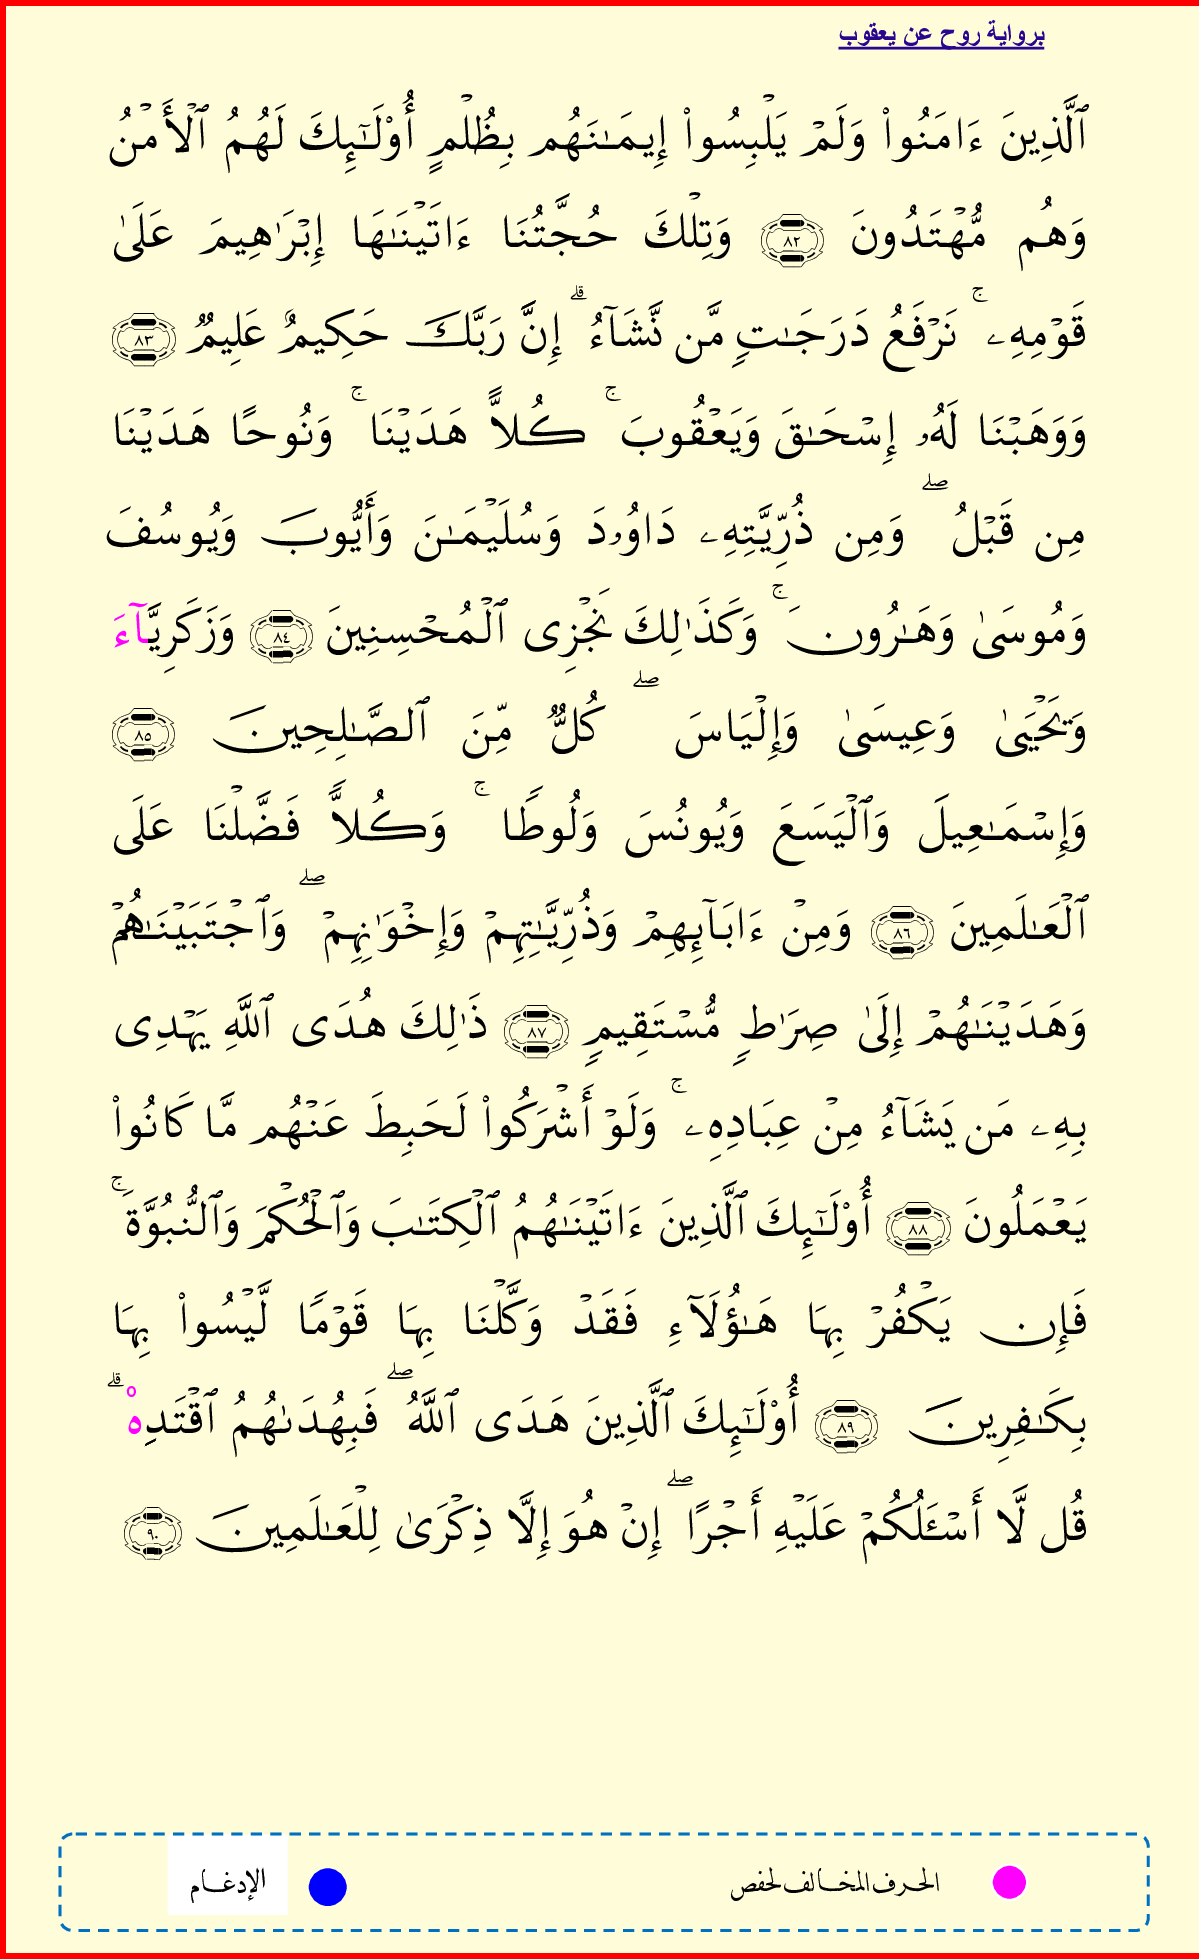 برواية روح عن يعقوب
ٱلَّذِينَ ءَامَنُوا۟ وَلَمْ يَلْبِسُوا۟ إِيمَـٰنَهُم بِظُلْمٍ أُو۟لَـٰٓئِكَ لَهُمُ ٱلْأَمْنُ
وَهُم مُّهْتَدُونَ ٨٢ وَتِلْكَ حُجَّتُنَا ءَاتَيْنَـٰهَا إِبْرَٰهِيمَ عَلَىٰ
قَوْمِهِۦ ۚ نَرْفَعُ دَرَجَـٰتِ مَّن نَّشَآءُ ۗ إِنَّ رَبَّكَ حَكِيمٌ عَلِيمٌ ٨٣
وَوَهَبْنَا لَهُۥ إِسْحَـٰقَ وَيَعْقُوبَ ۚ كُلاًّ هَدَيْنَا ۚ وَنُوحًا هَدَيْنَا
مِن قَبْلُ ۖ وَمِن ذُرِّيَّتِهِۦ دَاوُۥدَ وَسُلَيْمَـٰنَ وَأَيُّوبَ وَيُوسُفَ
وَمُوسَىٰ وَهَـٰرُونَ ۚ وَكَذَٰلِكَ نَجْزِى ٱلْمُحْسِنِينَ ٨٤ وَزَكَرِيَّآءَ
وَيَحْيَىٰ وَعِيسَىٰ وَإِلْيَاسَ ۖ كُلٌّ مِّنَ ٱلصَّـٰلِحِينَ ٨٥
وَإِسْمَـٰعِيلَ وَٱلْيَسَعَ وَيُونُسَ وَلُوطًا ۚ وَكُلاًّ فَضَّلْنَا عَلَى
ٱلْعَـٰلَمِينَ ٨٦ وَمِنْ ءَابَآئِهِمْ وَذُرِّيَّـٰتِهِمْ وَإِخْوَٰنِهِمْ ۖ وَٱجْتَبَيْنَـٰهُمْ
وَهَدَيْنَـٰهُمْ إِلَىٰ صِرَٰطٍ مُّسْتَقِيمٍ ٨٧ ذَٰلِكَ هُدَى ٱللَّهِ يَهْدِى
بِهِۦ مَن يَشَآءُ مِنْ عِبَادِهِۦ ۚ وَلَوْ أَشْرَكُوا۟ لَحَبِطَ عَنْهُم مَّا كَانُوا۟
يَعْمَلُونَ ٨٨ أُو۟لَـٰٓئِكَ ٱلَّذِينَ ءَاتَيْنَـٰهُمُ ٱلْكِتَـٰبَ وَٱلْحُكْمَ وَٱلنُّبُوَّةَ ۚ
فَإِن يَكْفُرْ بِهَا هَـٰٓؤُلَآءِ فَقَدْ وَكَّلْنَا بِهَا قَوْمًا لَّيْسُوا۟ بِهَا
بِكَـٰفِرِينَ ٨٩ أُو۟لَـٰٓئِكَ ٱلَّذِينَ هَدَى ٱللَّهُ ۖ فَبِهُدَىٰهُمُ ٱقْتَدِهْ ۗ
قُل لَّا أَسْـَٔلُكُمْ عَلَيْهِ أَجْرًا ۖ إِنْ هُوَ إِلَّا ذِكْرَىٰ لِلْعَـٰلَمِينَ ٩٠
الحرف المخالف لحفص
الإدغام